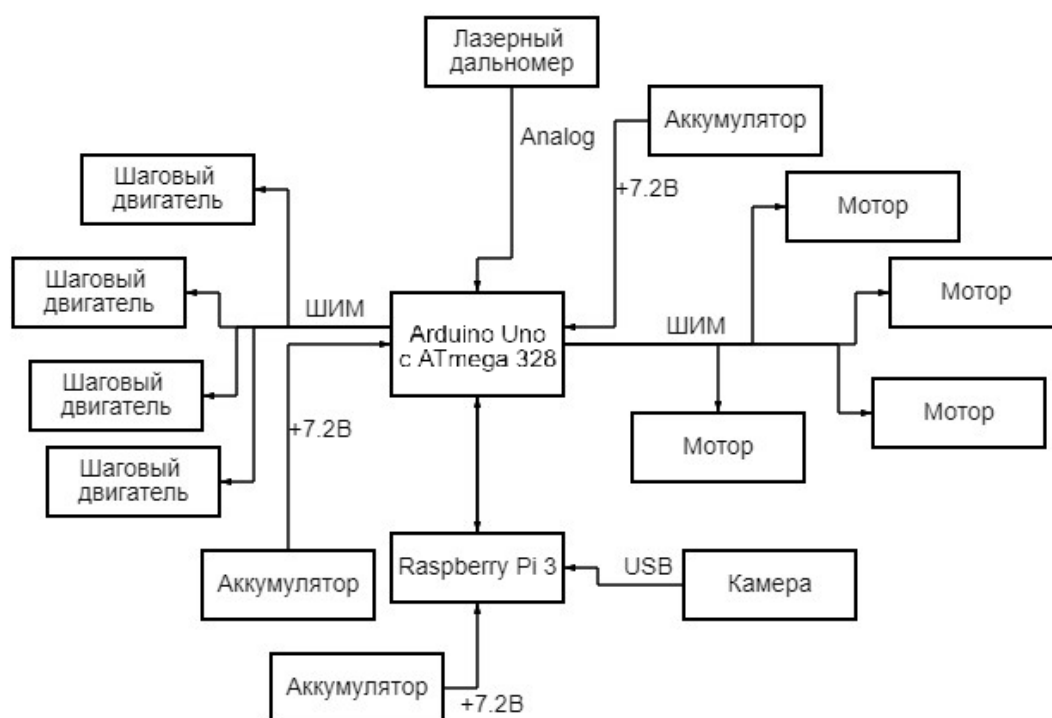 Лазерный
дальномер
Analog
Аккумулятор
+7.2В
Шаговый
двигатель
Мотор
Шаговый
двигатель
Мотор
ШИМ
Arduino Uno
с ATmega 328
ШИМ
Шаговый
двигатель
Мотор
+7.2В
Мотор
Шаговый
двигатель
Аккумулятор
Raspberry Pi 3
USB
Камера
Аккумулятор
+7.2В